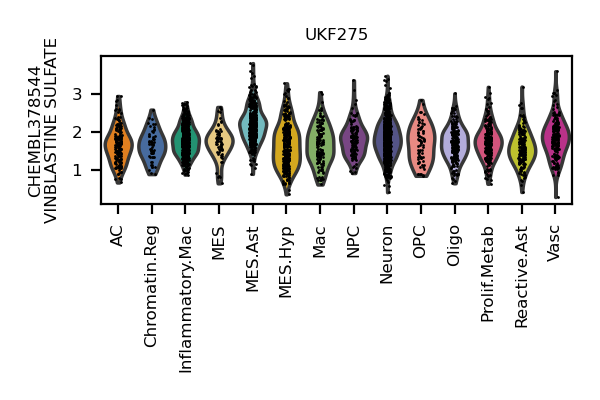 UKF275
CHEMBL378544
VINBLASTINE SULFATE
3
2
1
AC
Chromatin.Reg
Inflammatory.Mac
MES
MES.Ast
MES.Hyp
Mac
NPC
Neuron
OPC
Oligo
Prolif.Metab
Reactive.Ast
Vasc